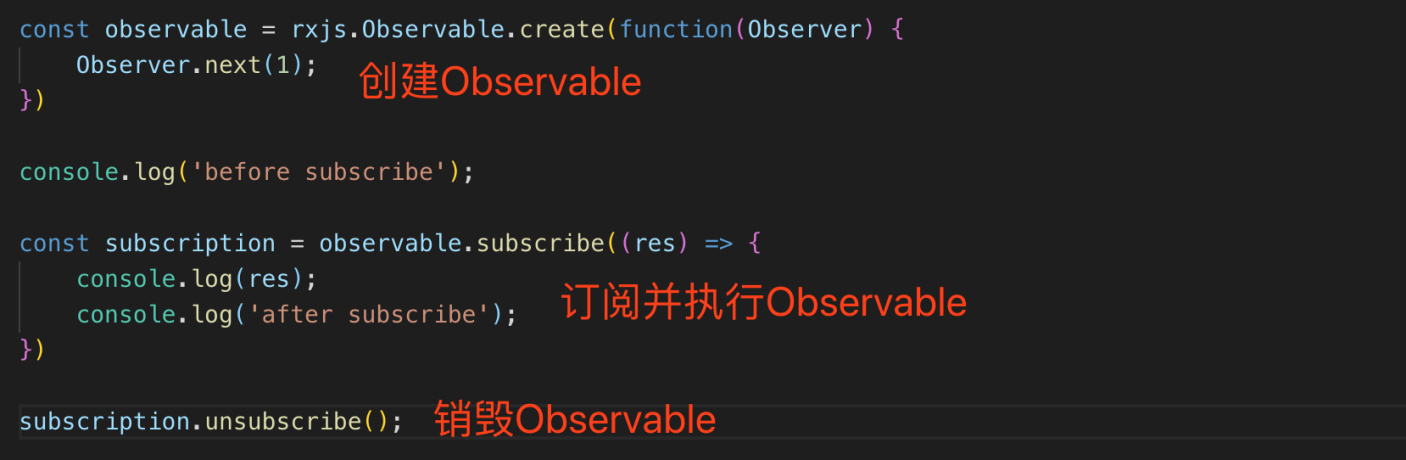 const observable = rxjs.Observable.create(function(Observer) {
    Observer.next(1);
创建Observable
})
console.log('before subscribe');
const subscription = observable.subscribe((res) => {
    console.log(res);
    console.log('after subscribe');
订阅并执行Observable
})
subscription.unsubscribe(); 销毁Observable